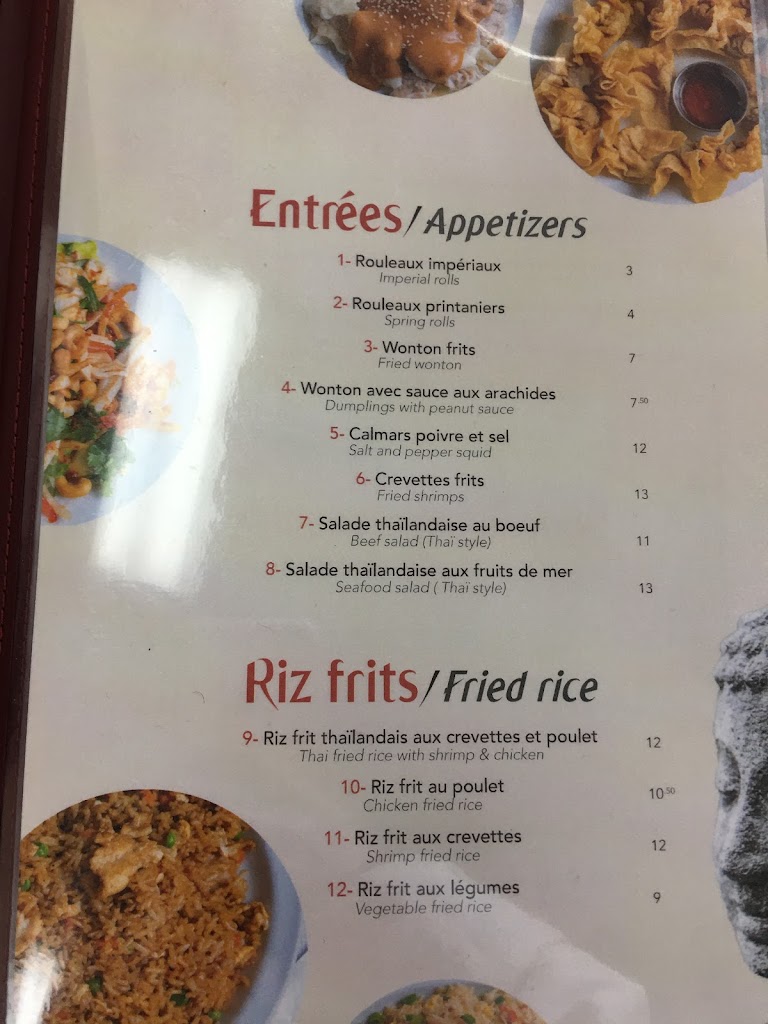 Entrées/Appetizers
1- Rouleaux impériaux 3
Imperial rolls
2- Rouleaux printaniers 4
Spring rolls
3- Wonton frits 7
Fried wonton
4- Wonton avec sauce aux arachides 7.50
Dumplings with peanut sauce
5- Calmars poivre et sel 12
Salt and pepper squid
6- Crevettes frits 13
Fried shrimps
7- Salade thaïlandaise au boeuf 11
Beef salad (Thaï style)
8- Salade thaïlandaise aux fruits de mer 13
Seafood salad ( Thaï style)
Riz frits/Fried rice
9- Riz frit thaïlandais aux crevettes et poulet 12
Thai fried rice with shrimp & chicken
10- Riz frit au poulet 10.50
Chicken fried rice
11- Riz frit aux crevettes 12
Shrimp fried rice
12- Riz frit aux légumes 9
Vegetable fried rice